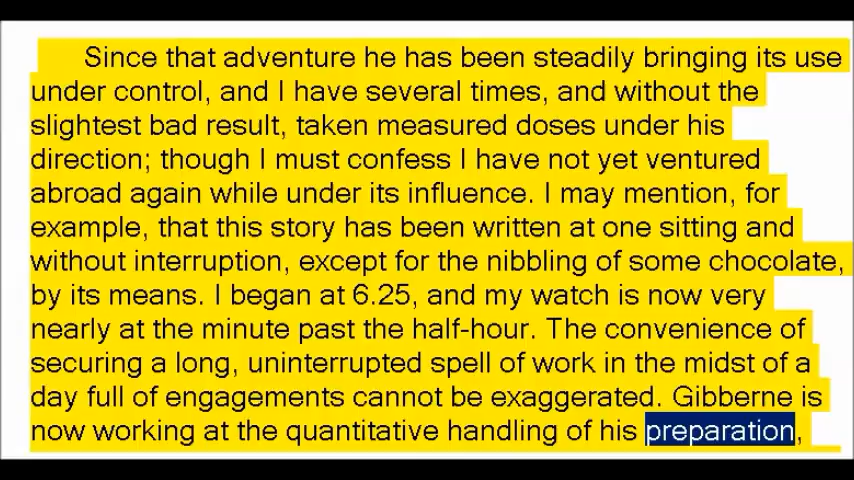 Since that adventure he has been steadily bringing its use
under control, and I have several times, and without the
slightest bad result, taken measured doses under his
direction; though I must confess I have not yet ventured
abroad again while under its influence. I may mention, for
example, that this story has been written at one sitting and
without interruption, except for the nibbling of some chocolate,
by its means. I began at 6.25, and my watch is now very
nearly at the minute past the half-hour. The convenience of
securing a long, uninterrupted spell of work in the midst of a
day full of engagements cannot be exaggerated. Gibberne is
now working at the quantitative handling of his preparation,